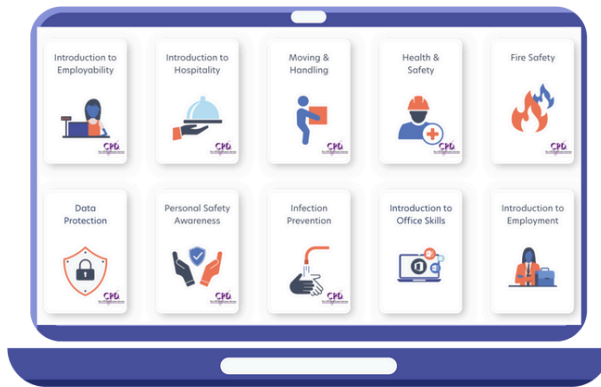 Introduction to
Employability
CPD
Introduction to
Hospitality
CPD
Moving &
Handling
CPD
Health &
Safety
CPD
Fire Safety
CPD
Data
Protection
CPD
Personal Safety
Awareness
CPD
Infection
Prevention
CPD
Introduction to
Office Skills
Introduction to
Employment